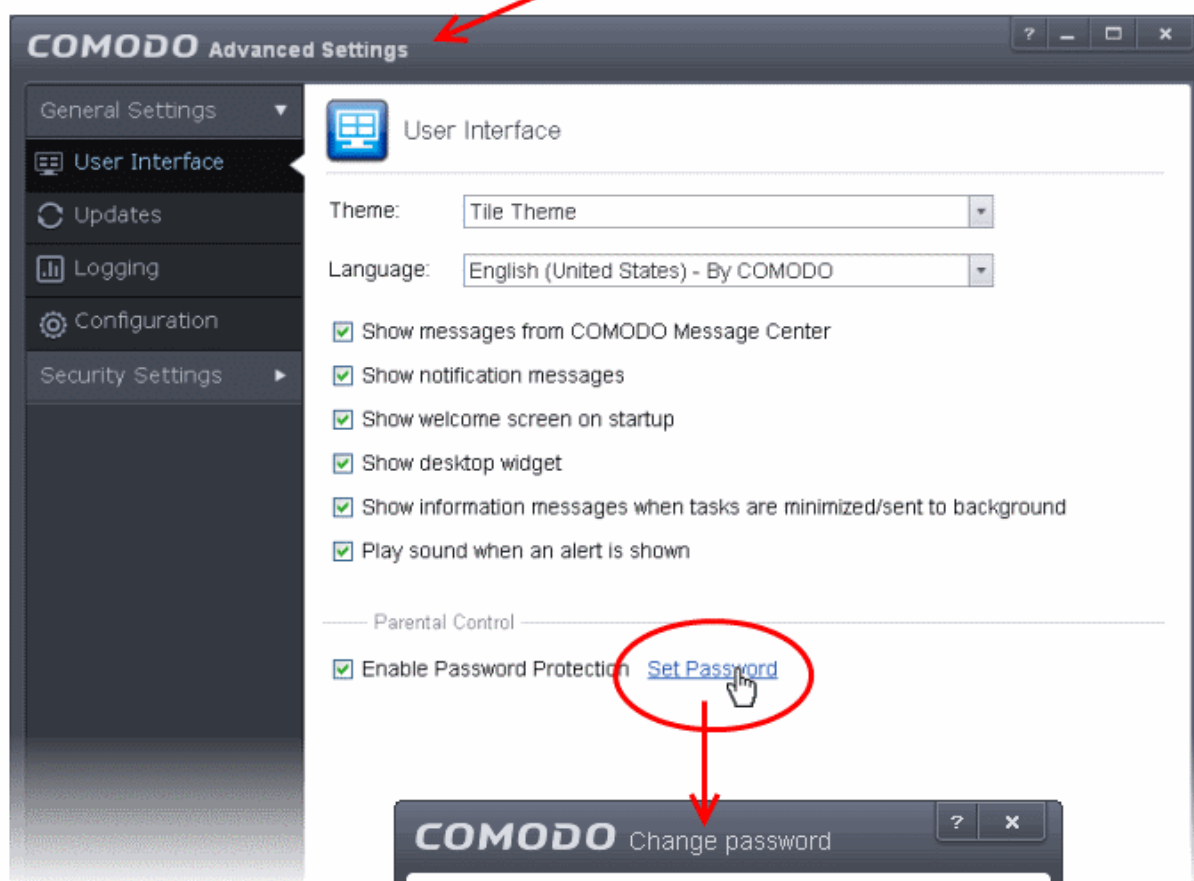 COMODO Advanced Settings
? – x
General Settings
User Interface
Updates
Logging
Configuration
Security Settings
User Interface
Theme: Tile Theme
Language: English (United States) - By COMODO
Show messages from COMODO Message Center
Show notification messages
Show welcome screen on startup
Show desktop widget
Show information messages when tasks are minimized/sent to background
Play sound when an alert is shown
Parental Control
Enable Password Protection Set Password
COMODO Change password
? x